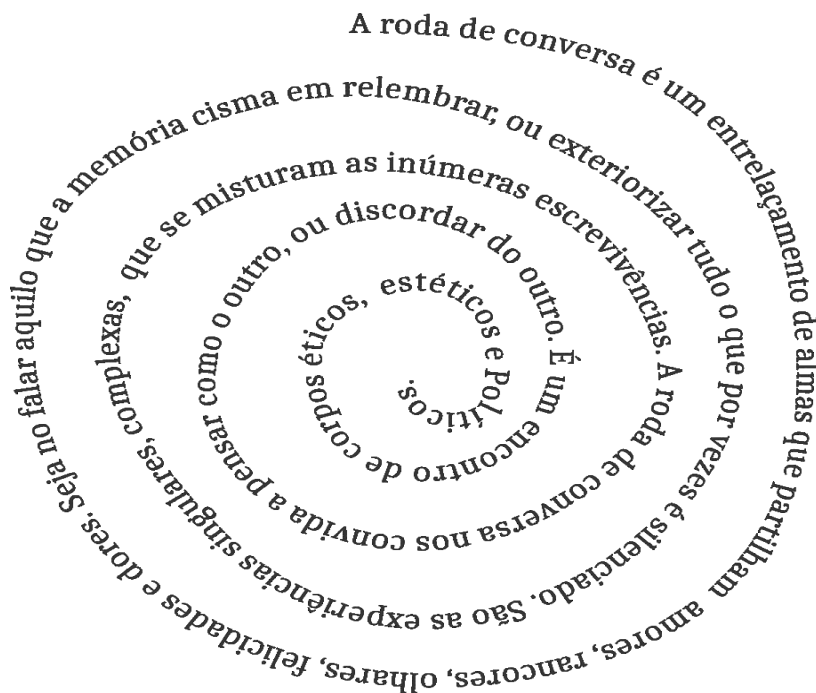 A roda de conversa é um entrelaçamento de almas que partilham amores, rancores, olhares, felicidades e dores. Seja no falar aquilo que a memória cisma em relembrar, ou exteriorizar tudo o que por vezes é silenciado. São as experiências singulares, complexas, que se misturam as inúmeras escrevivências. A roda de conversa nos convida a pensar como o outro, ou discordar do outro. É um encontro de corpos éticos, estéticos e Políticos.